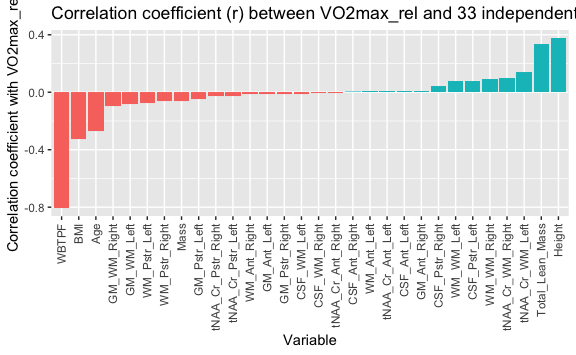 Correlation coefficient (r) between VO2max_rel and 33 independent
Correlation coefficient with VO2max_re
0.4
0.0
-0.4
-0.8
WBTPF
BMI
Age
GM_WM_Right
GM_WM_Left
WM_Pstr_Left
WM_Pstr_Right
Mass
GM_Pstr_Left
tNAA_Cr_Pstr_Right
tNAA_Cr_Pstr_Left
WM_Ant_Right
GM_Ant_Left
GM_Pstr_Right
CSF_WM_Left
CSF_WM_Right
tNAA_Cr_Ant_Right
CSF_Ant_Right
WM_Ant_Left
tNAA_Cr_Ant_Left
CSF_Ant_Left
GM_Ant_Right
CSF_Pstr_Right
WM_WM_Left
CSF_Pstr_Left
WM_WM_Right
tNAA_Cr_WM_Right
tNAA_Cr_WM_Left
Total_Lean_Mass
Height
Variable